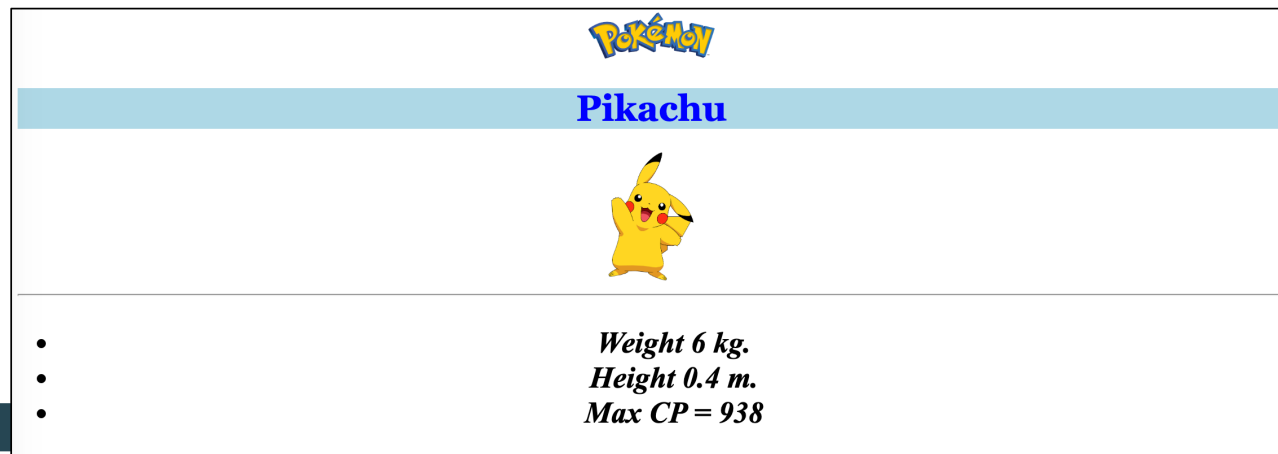 POKéMON
Pikachu
Weight 6 kg.
Height 0.4 m.
Max CP = 938